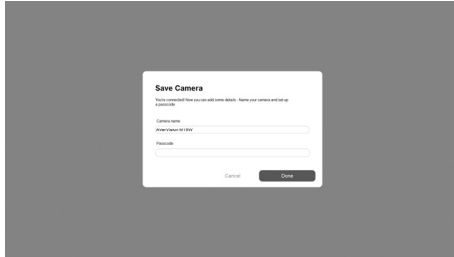 Save Camera
You're connected! Now you can add some details - Name your camera and set up
a passcode
Camera name
AVerVision M15W
Passcode
Cancel
Done